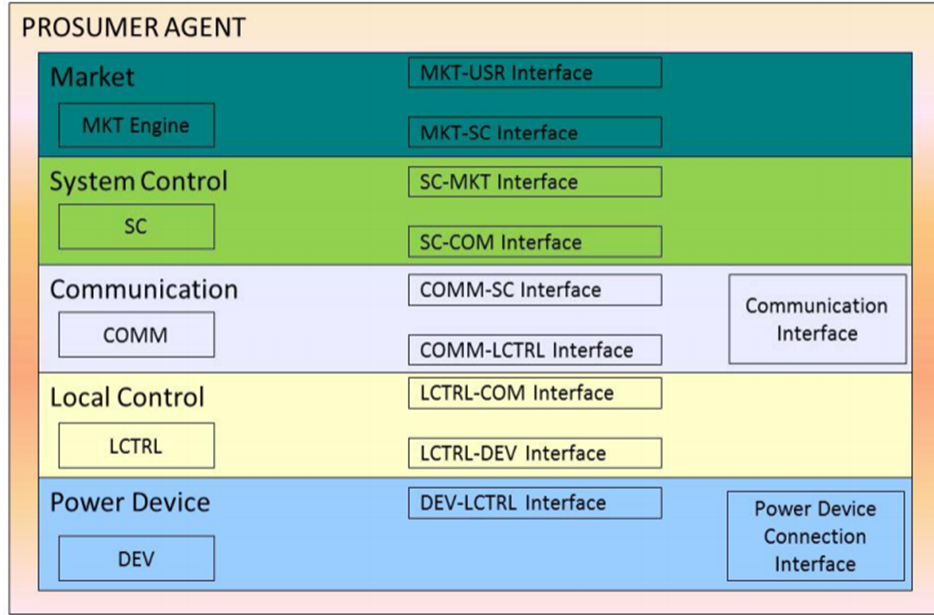 PROSUMER AGENT
Market
MKT-USR Interface
MKT Engine
MKT-SC Interface
System Control
SC-MKT Interface
SC
SC-COM Interface
Communication
COMM-SC Interface
Communication
Interface
COMM
COMM-LCTRL Interface
Local Control
LCTRL-COM Interface
LCTRL
LCTRL-DEV Interface
Power Device
DEV-LCTRL Interface
Power Device
Connection
Interface
DEV